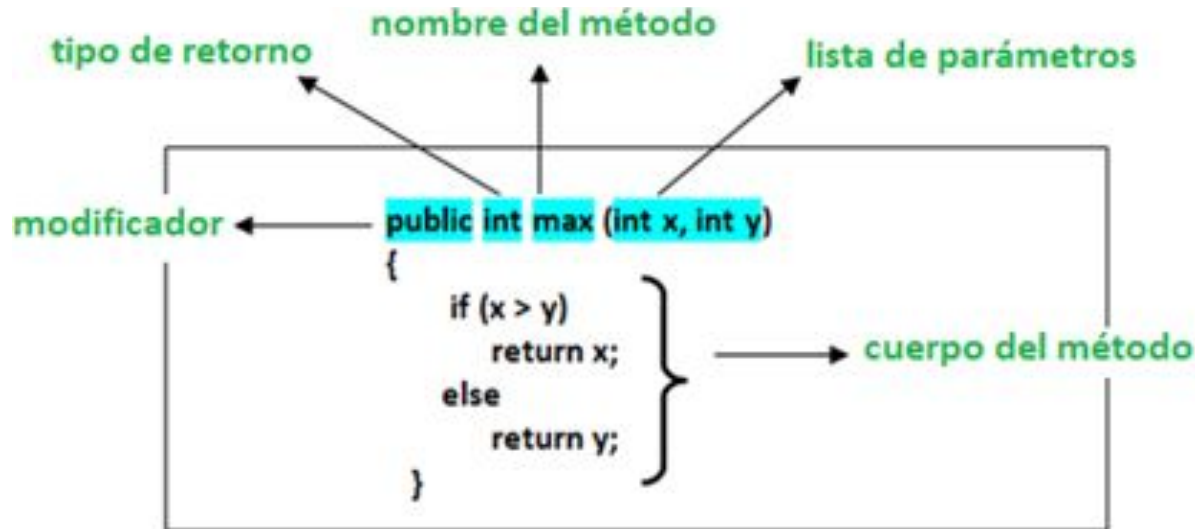 nombre del método
tipo de retorno
lista de parámetros
modificador
public int max (int x, int y)
{
if (x > y)
return x;
cuerpo del método
else
return y;
}